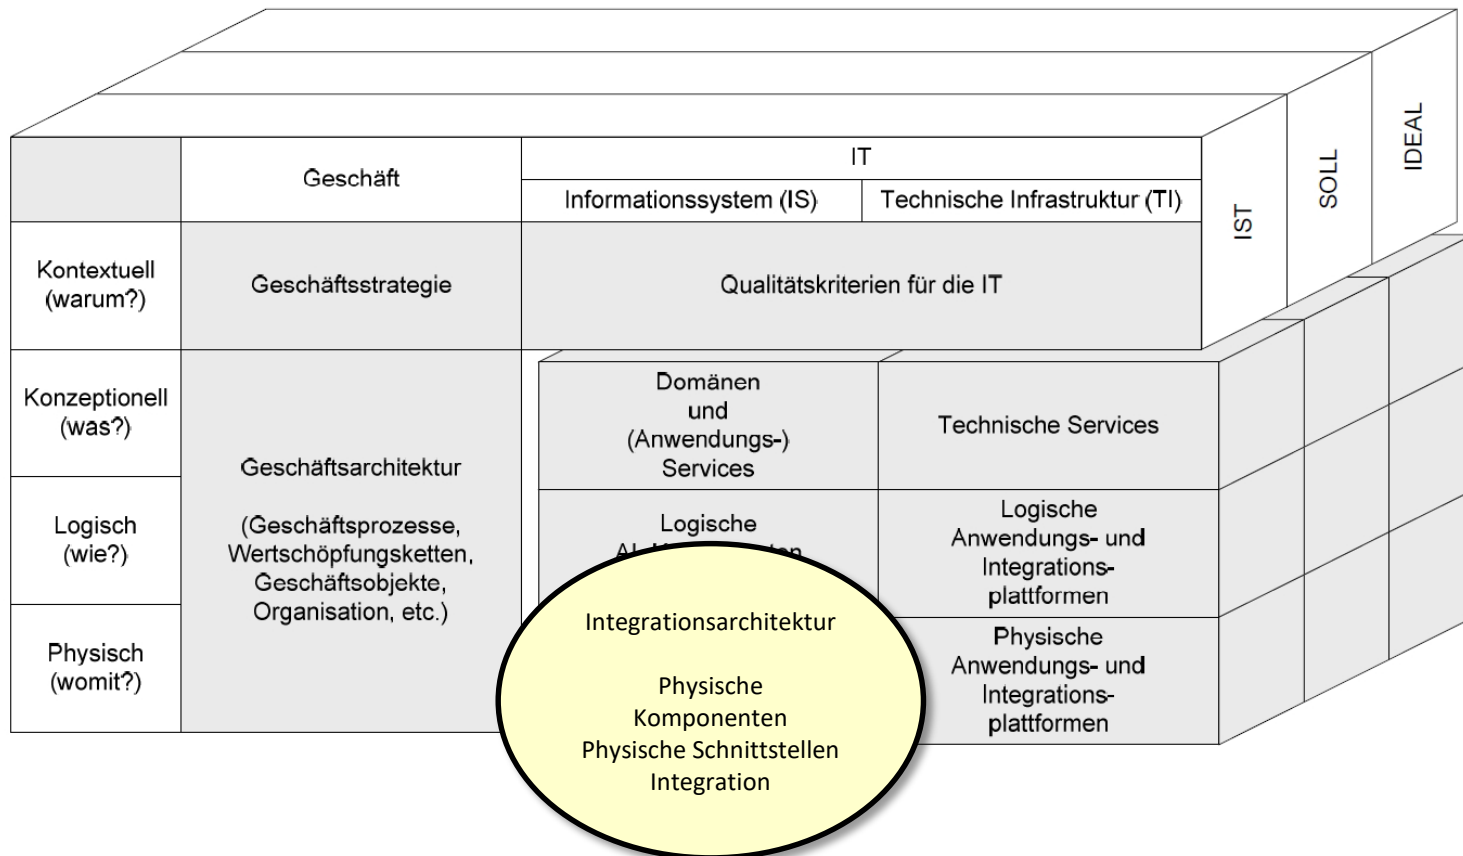 IST
SOLL
IDEAL
Geschäft
IT
Informationssystem (IS)
Technische Infrastruktur (TI)
Kontextuell
(warum?)
Geschäftsstrategie
Qualitätskriterien für die IT
Konzeptionell
(was?)
Logisch
(wie?)
Physisch
(womit?)
Geschäftsarchitektur
(Geschäftsprozesse,
Wertschöpfungsketten,
Geschäftsobjekte,
Organisation, etc.)
Domänen
und
(Anwendungs-)
Services
Technische Services
Logische
Logische
Anwendungs- und
Integrations-
plattformen
Integrationsarchitektur
Physische
Komponenten
Physische Schnittstellen
Integration
Physische
Anwendungs- und
Integrations-
plattformen